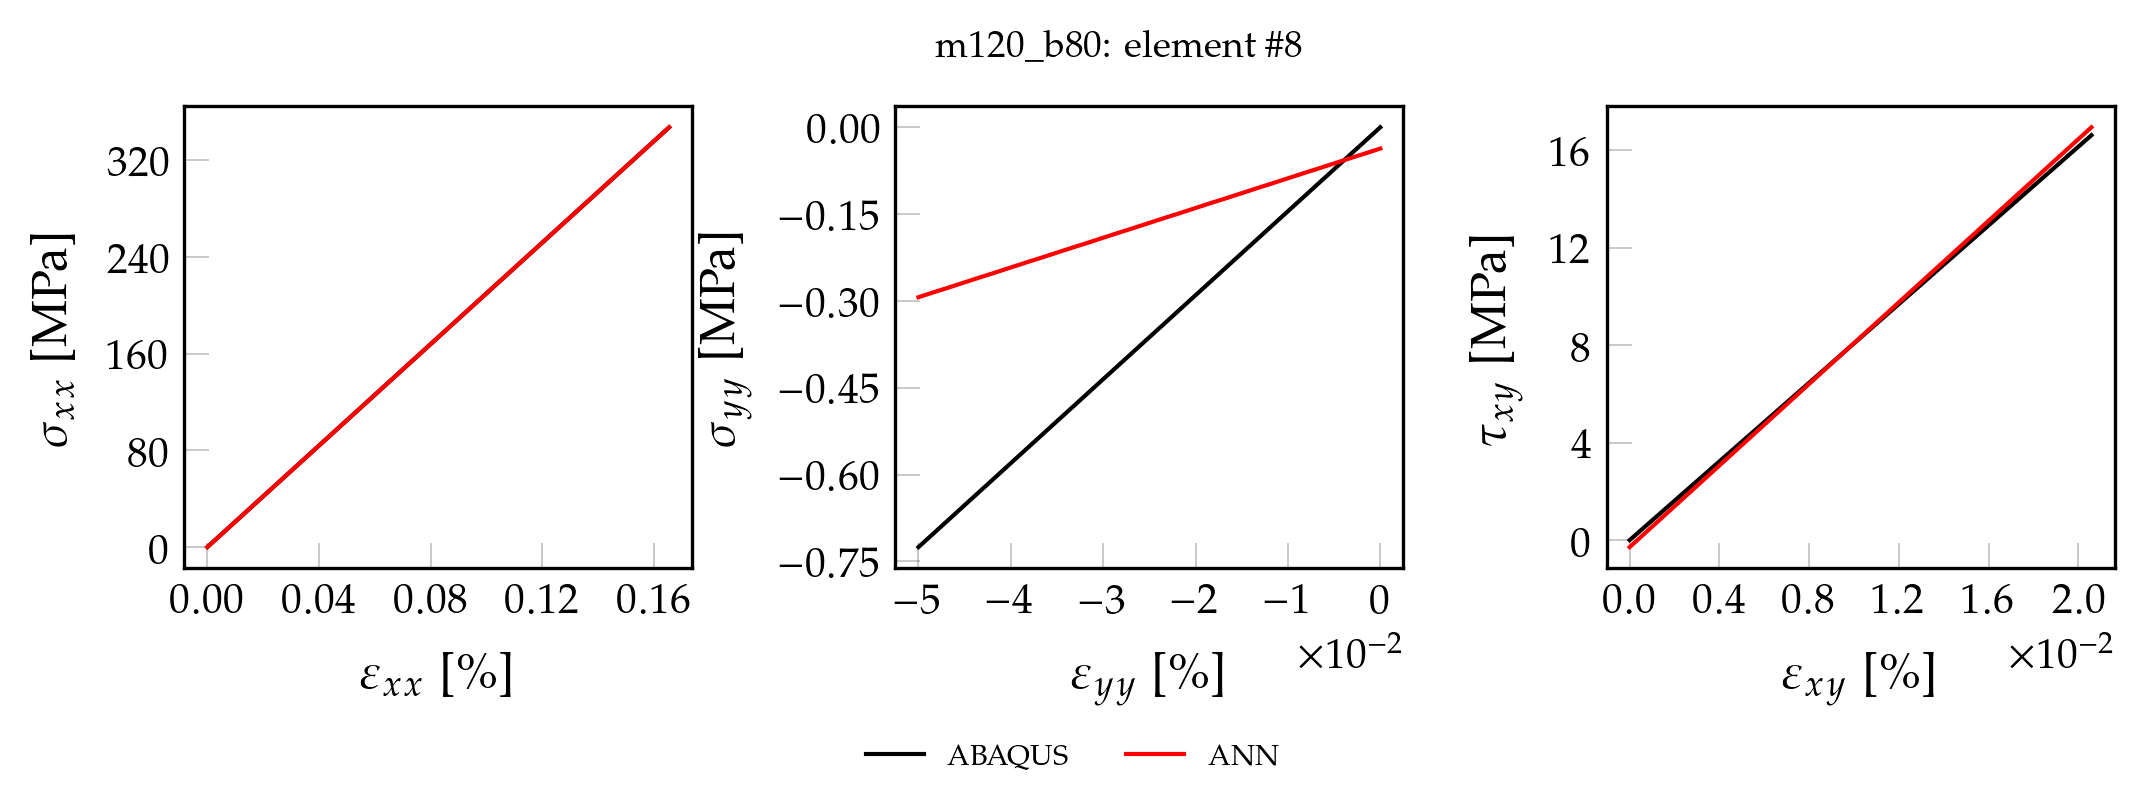 m120_b80: element #8
320
240
160
80
0
0.00 0.04 0.08 0.12 0.16
σxx [MPa]
εxx [%]
0.00
−0.15
−0.30
−0.45
−0.60
−0.75
−5 −4 −3 −2 −1 0
×10−2
σyy [MPa]
εyy [%]
16
12
8
4
0
0.0 0.4 0.8 1.2 1.6 2.0
×10−2
τxy [MPa]
εxy [%]
ABAQUS ANN